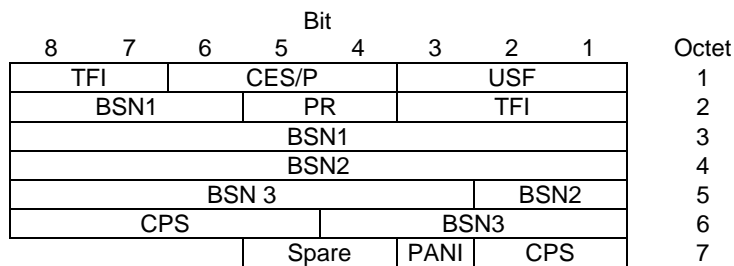 Bit
8 7 6 5 4 3 2 1 Octet
TFI CES/P USF 1
BSN1 PR TFI 2
BSN1 3
BSN2 4
BSN 3 BSN2 5
CPS BSN3 6
Spare PANI CPS 7